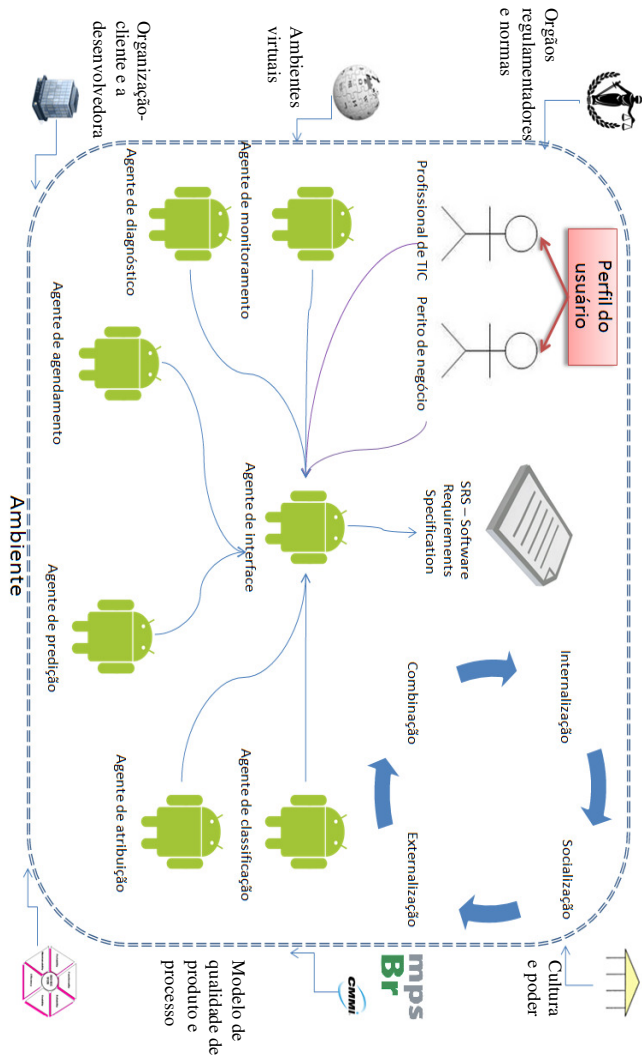 Orgãos
regulamentadores
e normas
Ambientes
virtuais
Organização-
cliente e a
desenvolvedora
Perfil do
usuário
Profissional de TIC
Perito de negócio
SRS – Software
Requirements
Specification
Internalização
Socialização
Combinação
Externalização
Agente de monitoramento
Agente de diagnóstico
Agente de agendamento
Agente de interface
Agente de predição
Agente de classificação
Agente de atribuição
Ambiente
Cultura
e poder
mps
Br
CMMi
Modelo de
qualidade de
produto e
processo